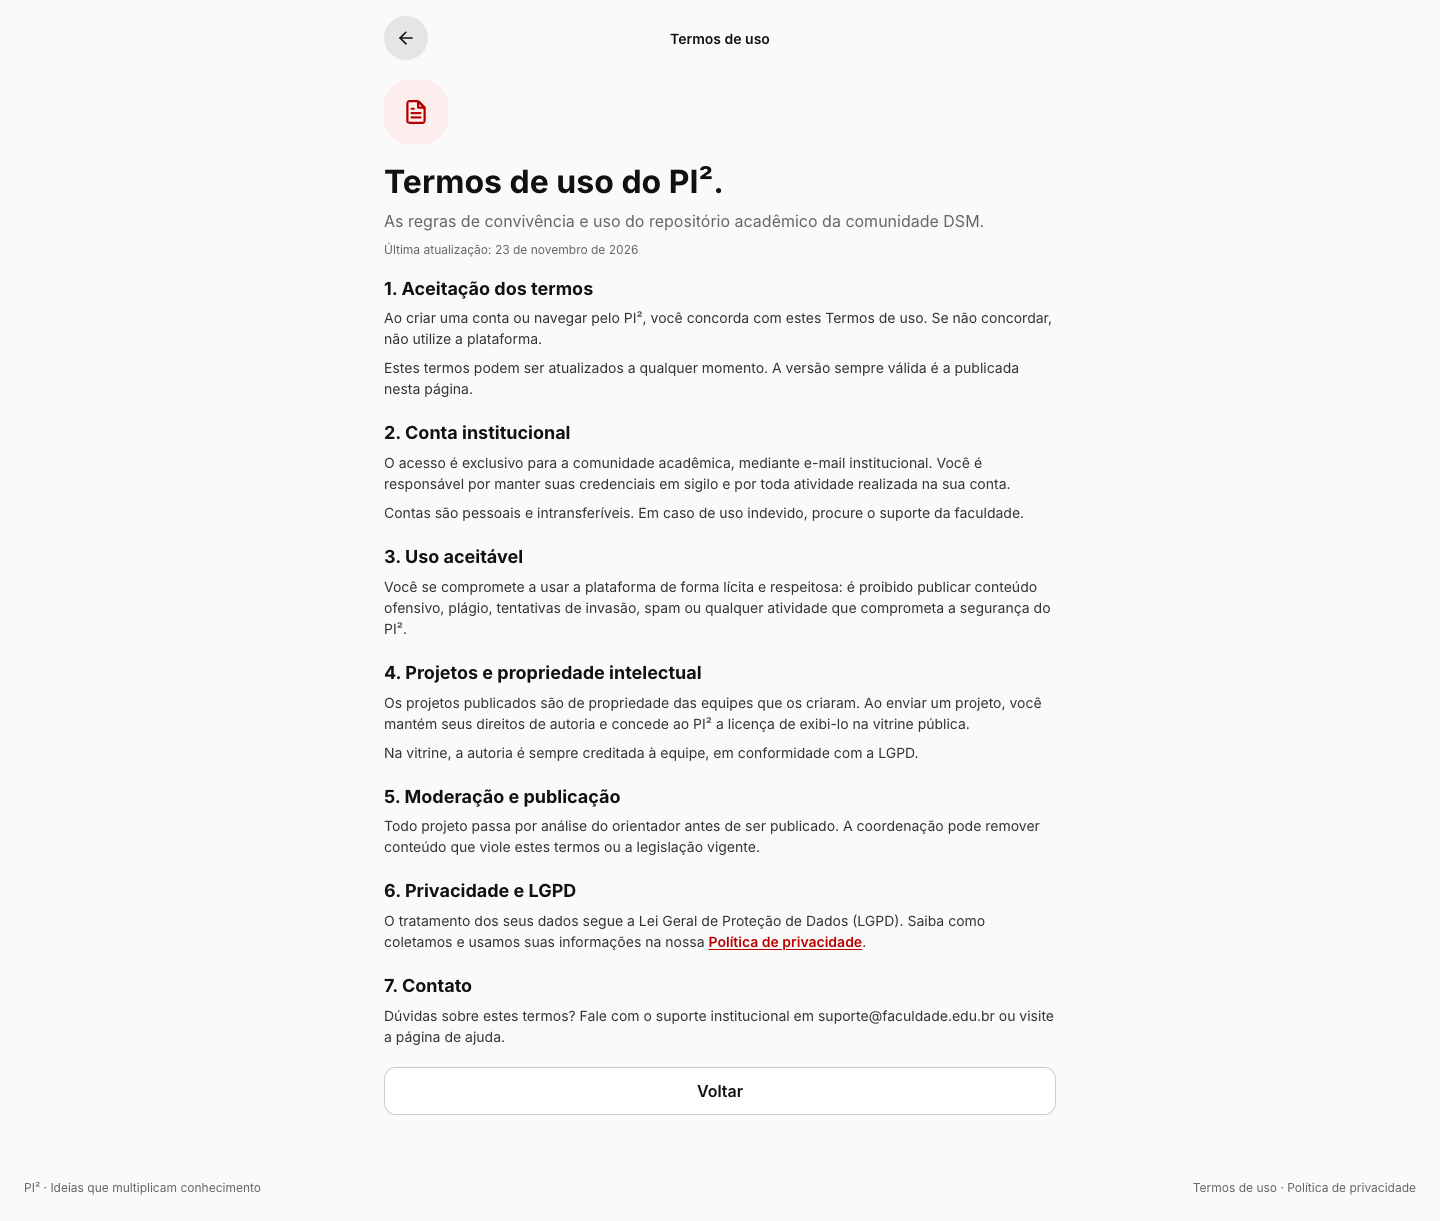 Termos de uso
Termos de uso do PI².
As regras de convivência e uso do repositório acadêmico da comunidade DSM.
Última atualização: 23 de novembro de 2026
1. Aceitação dos termos
Ao criar uma conta ou navegar pelo PI², você concorda com estes Termos de uso. Se não concordar,
não utilize a plataforma.
Estes termos podem ser atualizados a qualquer momento. A versão sempre válida é a publicada
nesta página.
2. Conta institucional
O acesso é exclusivo para a comunidade acadêmica, mediante e-mail institucional. Você é
responsável por manter suas credenciais em sigilo e por toda atividade realizada na sua conta.
Contas são pessoais e intransferíveis. Em caso de uso indevido, procure o suporte da faculdade.
3. Uso aceitável
Você se compromete a usar a plataforma de forma lícita e respeitosa: é proibido publicar conteúdo
ofensivo, plágio, tentativas de invasão, spam ou qualquer atividade que comprometa a segurança do
PI².
4. Projetos e propriedade intelectual
Os projetos publicados são de propriedade das equipes que os criaram. Ao enviar um projeto, você
mantém seus direitos de autoria e concede ao PI² a licença de exibi-lo na vitrine pública.
Na vitrine, a autoria é sempre creditada à equipe, em conformidade com a LGPD.
5. Moderação e publicação
Todo projeto passa por análise do orientador antes de ser publicado. A coordenação pode remover
conteúdo que viole estes termos ou a legislação vigente.
6. Privacidade e LGPD
O tratamento dos seus dados segue a Lei Geral de Proteção de Dados (LGPD). Saiba como
coletamos e usamos suas informações na nossa Política de privacidade.
7. Contato
Dúvidas sobre estes termos? Fale com o suporte institucional em suporte@faculdade.edu.br ou visite
a página de ajuda.
Voltar
PI² · Ideias que multiplicam conhecimento
Termos de uso · Política de privacidade